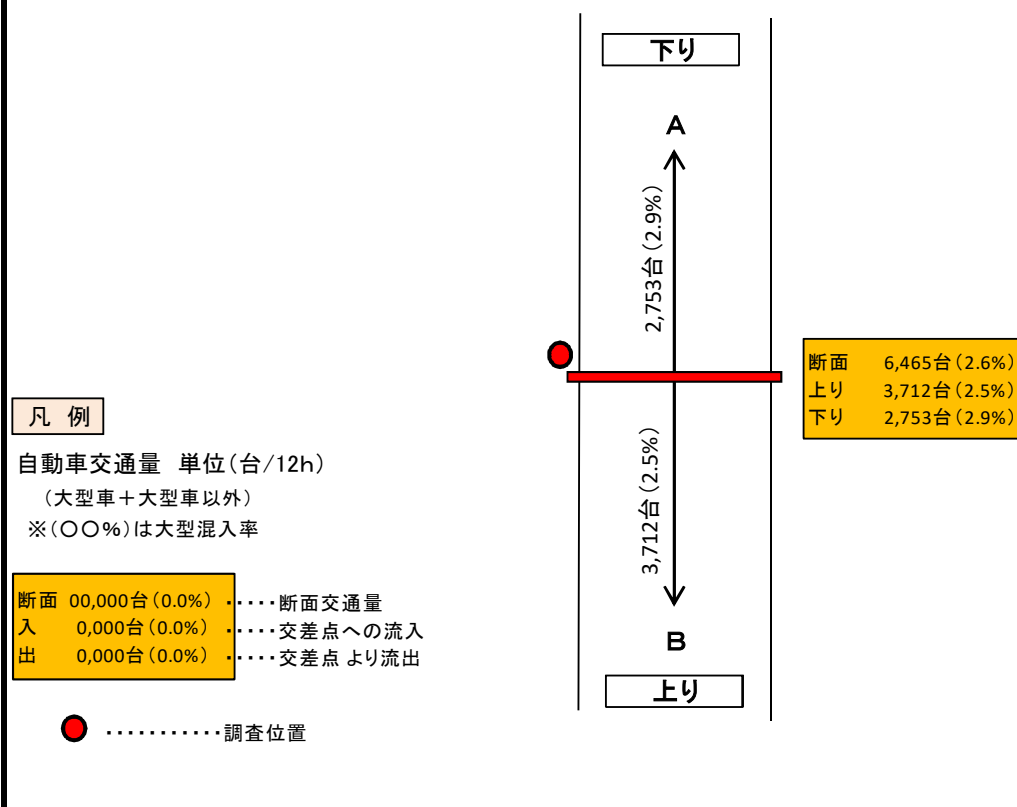 下り
A
2,753台(2.9%)
断面 6,465台(2.6%)
上り 3,712台(2.5%)
下り 2,753台(2.9%)
3,712台(2.5%)
B
上り
凡 例
自動車交通量 単位(台/12h)
(大型車+大型車以外)
※(〇〇%)は大型混入率
断面 00,000台(0.0%) ・・・・・断面交通量
入 0,000台(0.0%) ・・・・・交差点への流入
出 0,000台(0.0%) ・・・・・交差点 より流出
・・・・・・・・・・・調査位置